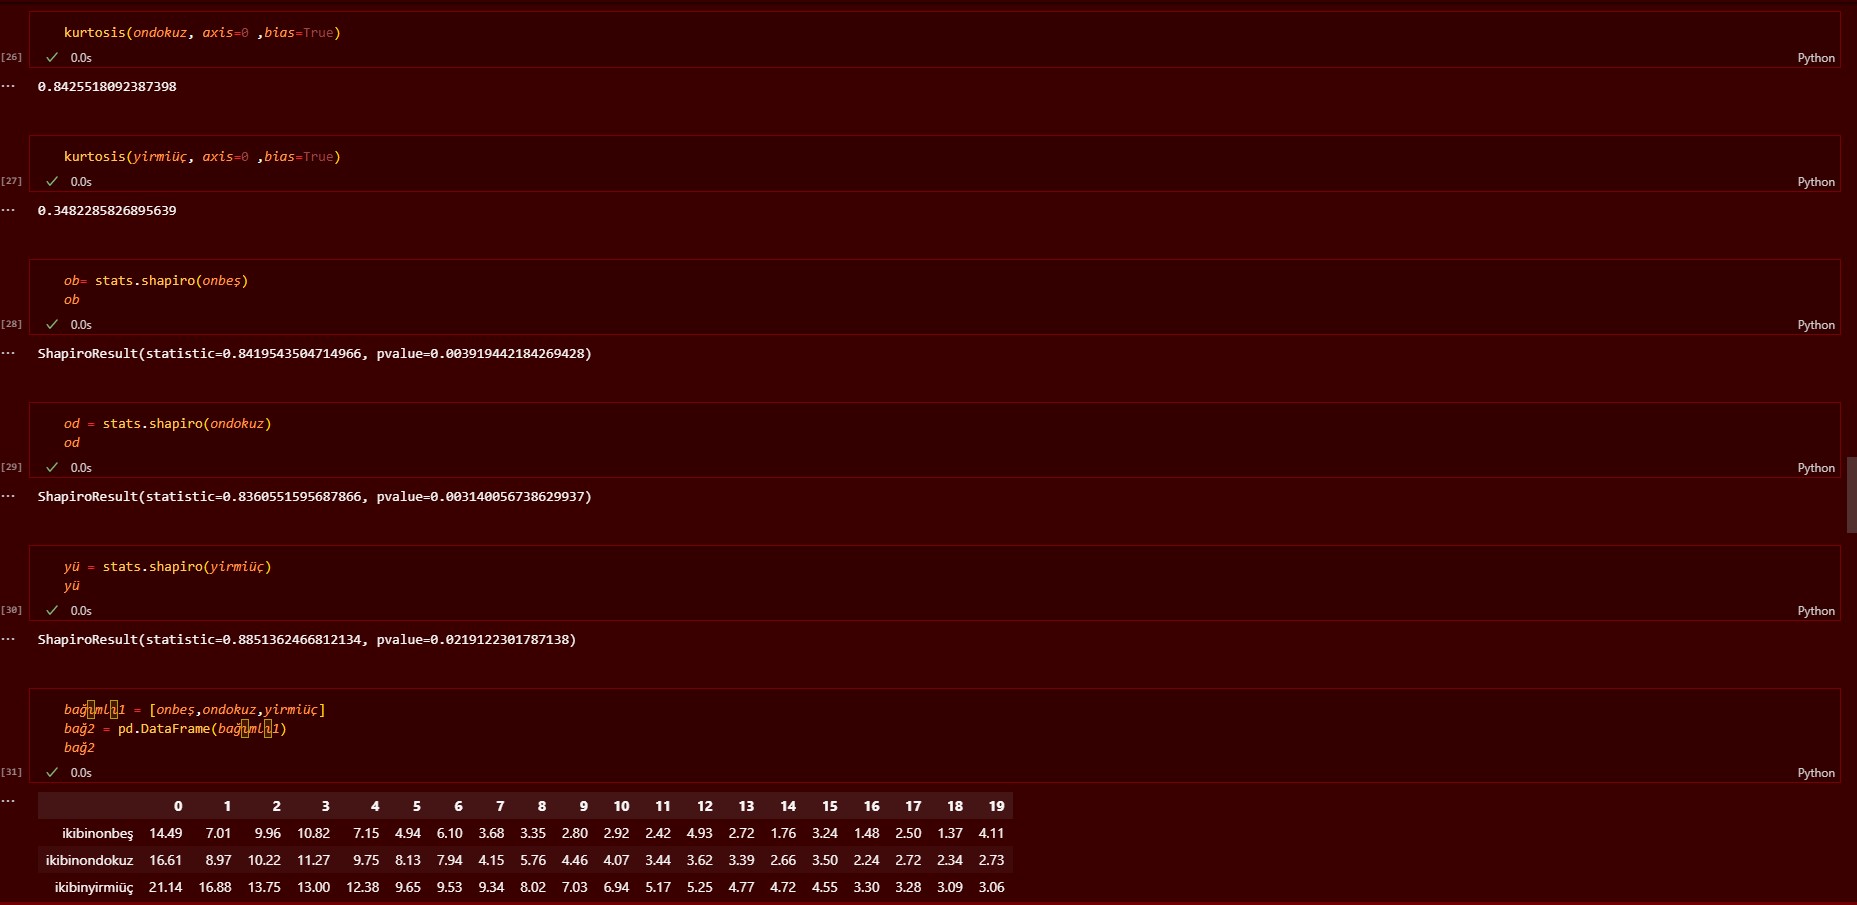 kurtosis(ondokuz, axis=0 ,bias=True)
[26] 0.0s Python
... 0.8425518092387398
kurtosis(yirmiüç, axis=0 ,bias=True)
[27] 0.0s Python
... 0.3482285826895639
ob= stats.shapiro(onbeş)
ob
[28] 0.0s Python
... ShapiroResult(statistic=0.8419543504714966, pvalue=0.003919442184269428)
od = stats.shapiro(ondokuz)
od
[29] 0.0s Python
... ShapiroResult(statistic=0.8360551595687866, pvalue=0.003140056738629937)
yü = stats.shapiro(yirmiüç)
yü
[30] 0.0s Python
... ShapiroResult(statistic=0.8851362466812134, pvalue=0.0219122301787138)
bağımlı1 = [onbeş,ondokuz,yirmiüç]
bağ2 = pd.DataFrame(bağımlı1)
bağ2
[31] 0.0s Python
... 0 1 2 3 4 5 6 7 8 9 10 11 12 13 14 15 16 17 18 19
ikibinonbeş 14.49 7.01 9.96 10.82 7.15 4.94 6.10 3.68 3.35 2.80 2.92 2.42 4.93 2.72 1.76 3.24 1.48 2.50 1.37 4.11
ikibinondokuz 16.61 8.97 10.22 11.27 9.75 8.13 7.94 4.15 5.76 4.46 4.07 3.44 3.62 3.39 2.66 3.50 2.24 2.72 2.34 2.73
ikibinyirmiüç 21.14 16.88 13.75 13.00 12.38 9.65 9.53 9.34 8.02 7.03 6.94 5.17 5.25 4.77 4.72 4.55 3.30 3.28 3.09 3.06